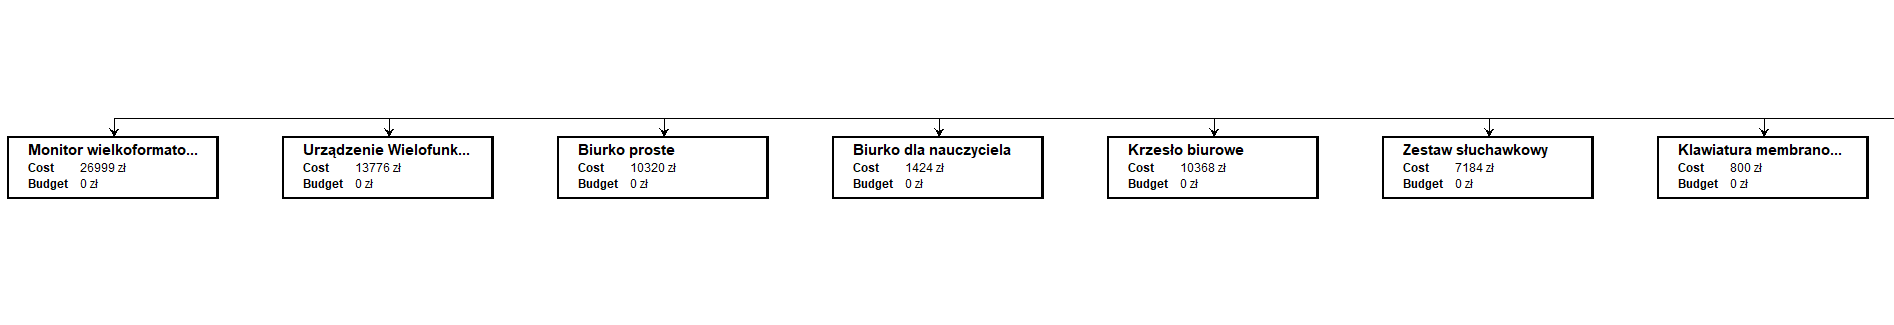 Monitor wielkoformato...
Cost 26999 zł
Budget 0 zł
Urządzenie Wielofunk...
Cost 13776 zł
Budget 0 zł
Biurko proste
Cost 10320 zł
Budget 0 zł
Biurko dla nauczyciela
Cost 1424 zł
Budget 0 zł
Krzesło biurowe
Cost 10368 zł
Budget 0 zł
Zestaw słuchawkowy
Cost 7184 zł
Budget 0 zł
Klawiatura membrano...
Cost 800 zł
Budget 0 zł